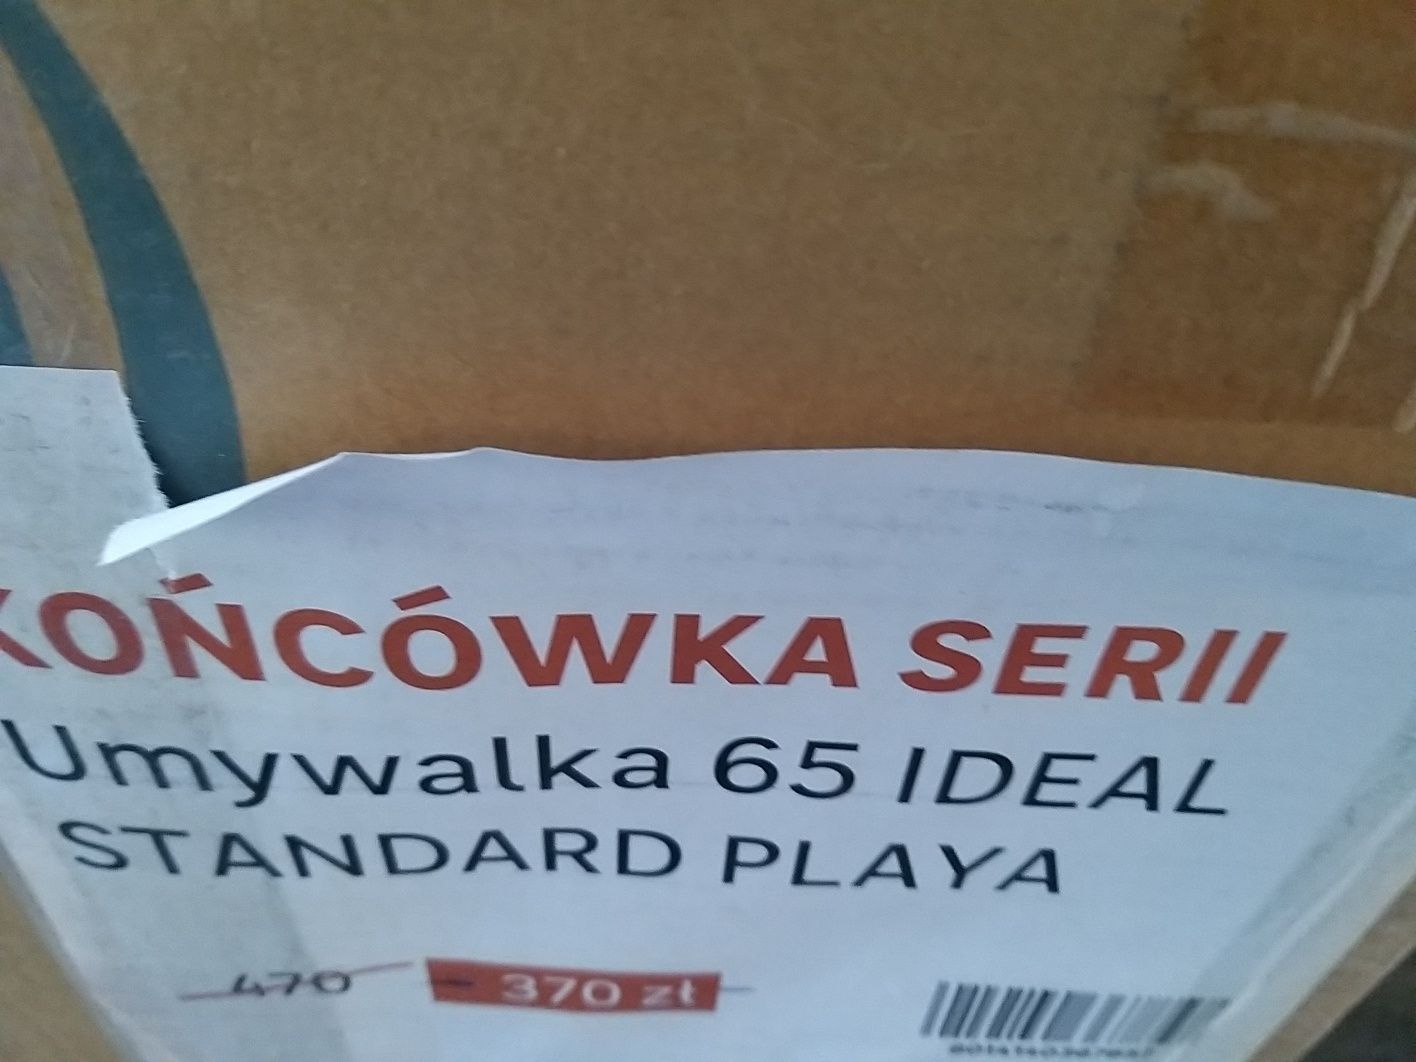 KOŃCÓWKA SERII
Umywalka 65 IDEAL
STANDARD PLAYA
470 370 zł